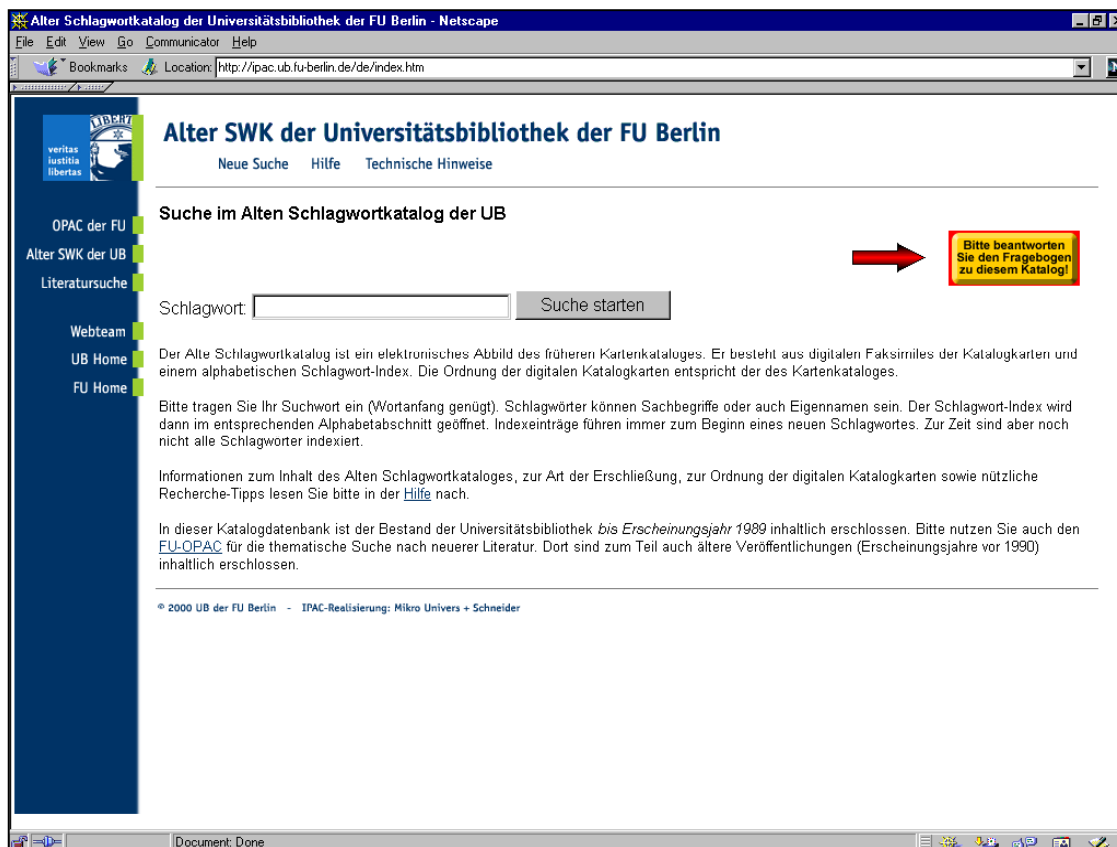 Alter Schlagwortkatalog der Universitätsbibliothek der FU Berlin - Netscape
File Edit View Go Communicator Help
Bookmarks Location: http://ipac.ub.fu-berlin.de/de/index.htm
LIBERT
veritas
iustitia
libertas
Alter SWK der Universitätsbibliothek der FU Berlin
Neue Suche Hilfe Technische Hinweise
OPAC der FU
Alter SWK der UB
Literatursuche
Webteam
UB Home
FU Home
Suche im Alten Schlagwortkatalog der UB
Bitte beantworten
Sie den Fragebogen
zu diesem Katalog!
Schlagwort: Suche starten
Der Alte Schlagwortkatalog ist ein elektronisches Abbild des früheren Kartenkataloges. Er besteht aus digitalen Faksimiles der Katalogkarten und
einem alphabetischen Schlagwort-Index. Die Ordnung der digitalen Katalogkarten entspricht der des Kartenkataloges.
Bitte tragen Sie Ihr Suchwort ein (Wortanfang genügt). Schlagwörter können Sachbegriffe oder auch Eigennamen sein. Der Schlagwort-Index wird
dann im entsprechenden Alphabetabschnitt geöffnet. Indexeinträge führen immer zum Beginn eines neuen Schlagwortes. Zur Zeit sind aber noch
nicht alle Schlagwörter indexiert.
Informationen zum Inhalt des Alten Schlagwortkataloges, zur Art der Erschließung, zur Ordnung der digitalen Katalogkarten sowie nützliche
Recherche-Tipps lesen Sie bitte in der Hilfe nach.
In dieser Katalogdatenbank ist der Bestand der Universitätsbibliothek bis Erscheinungsjahr 1989 inhaltlich erschlossen. Bitte nutzen Sie auch den
FU-OPAC für die thematische Suche nach neuerer Literatur. Dort sind zum Teil auch ältere Veröffentlichungen (Erscheinungsjahre vor 1990)
inhaltlich erschlossen.
© 2000 UB der FU Berlin - IPAC-Realisierung: Mikro Univers + Schneider
Document: Done